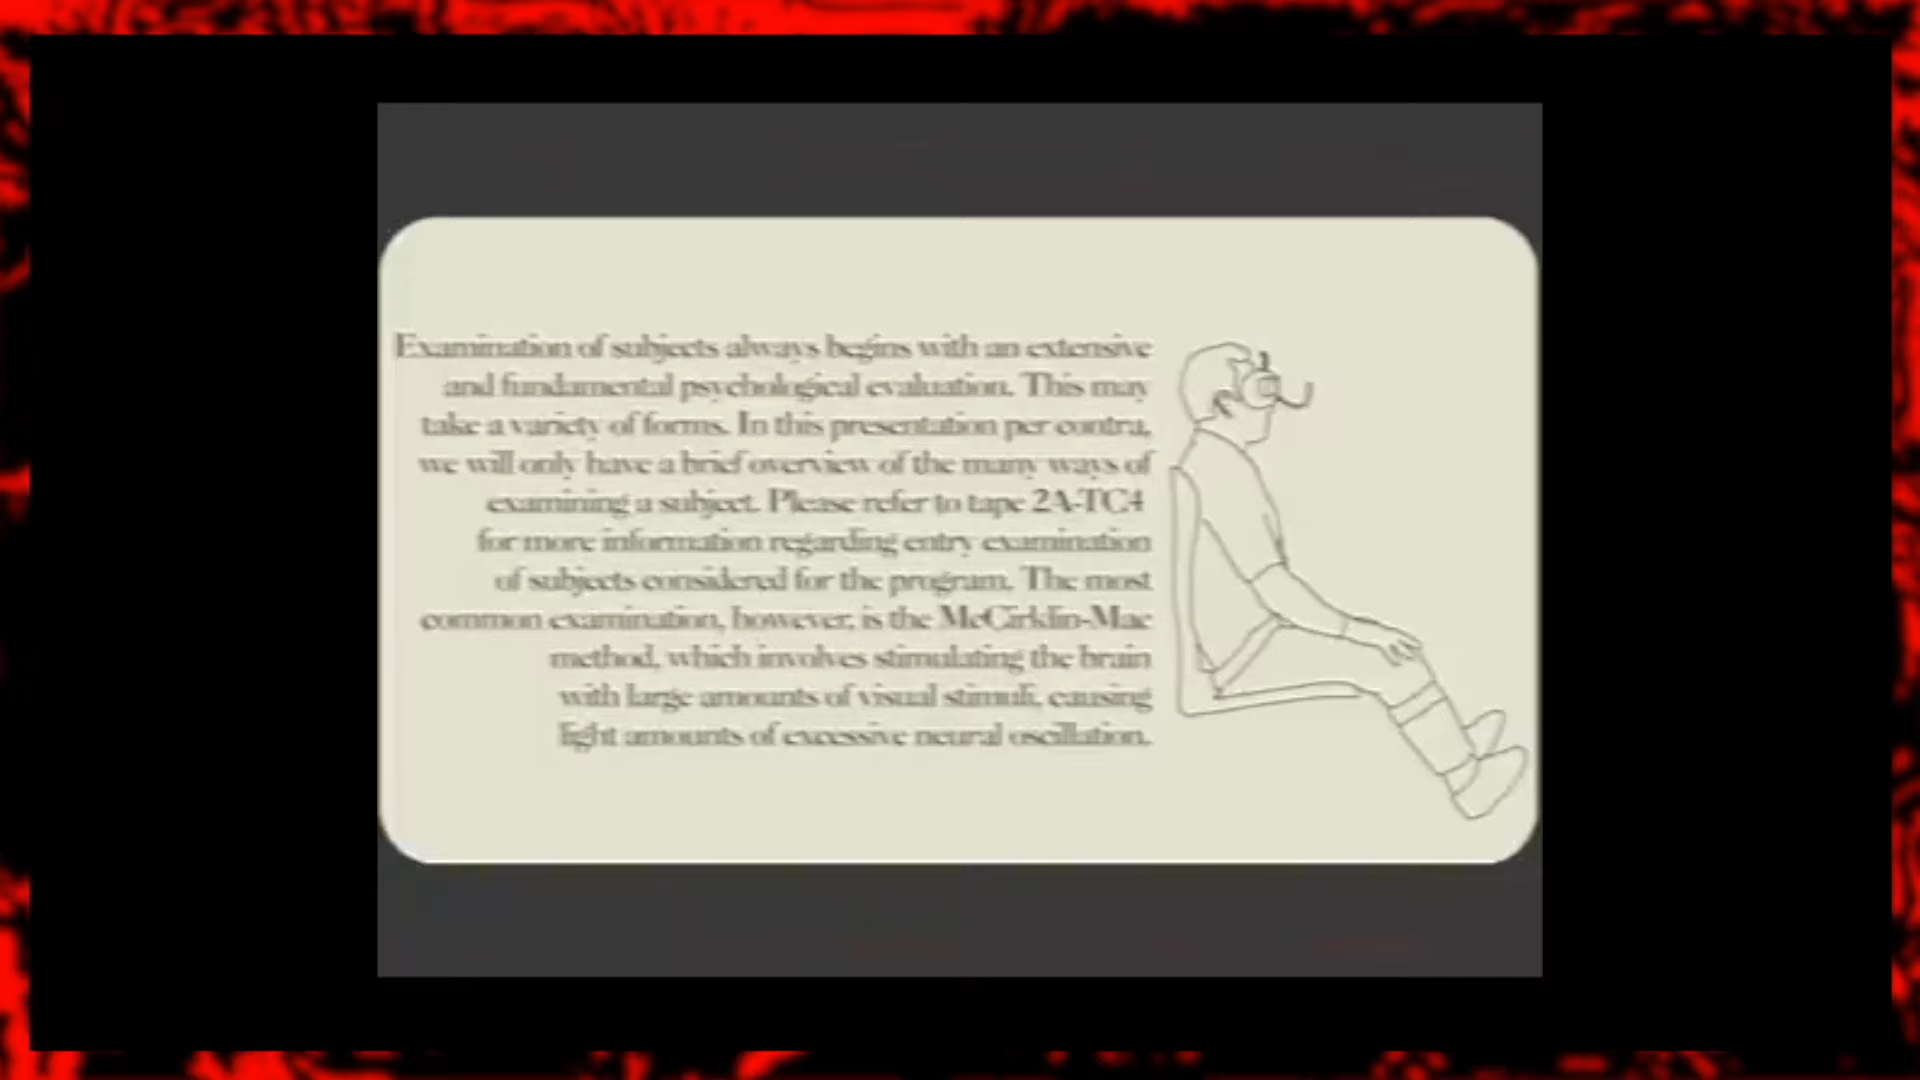 Examination of subjects always begins with an extensive
and fundamental psychological evaluation. This may
take a variety of forms. In this presentation per contra,
we will only have a brief overview of the many ways of
examining a subject. Please refer to tape 2A-TC4
for more information regarding entry examination
of subjects considered for the program. The most
common examination, however, is the McCirklin-Mae
method, which involves stimulating the brain
with large amounts of visual stimuli, causing
light amounts of excessive neural oscillation.